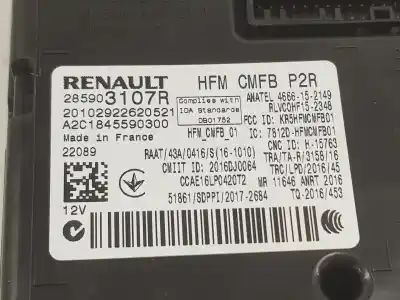 RENAULT HFM CMFB P2R
285903107R
Complies with
IDA Standards
DB01752
ANATEL 4666-15-2149
RLVCOHF15-2348
20102922620521
FCC ID: KR5HFMCMFB01
A2C1845590300
HFM_CMFB_01
IC: 7812D-HFMCMFB01
Made in France
CNC ID: H-15763
22089
RAAT/43A/0416/S(16-1010)
TRA/TA-R/3156/16
CMIIT ID: 2016DJ0064
TRC/LPD/2016/45
CCAE16LP0420T2
MR 11646 ANRT 2016
12V
51861/SDPPI/2017-2684
TQ-2016/453